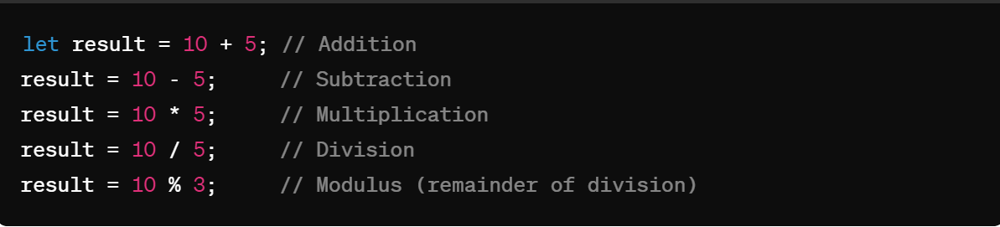 let result = 10 + 5; // Addition
result = 10 - 5;     // Subtraction
result = 10 * 5;     // Multiplication
result = 10 / 5;     // Division
result = 10 % 3;     // Modulus (remainder of division)